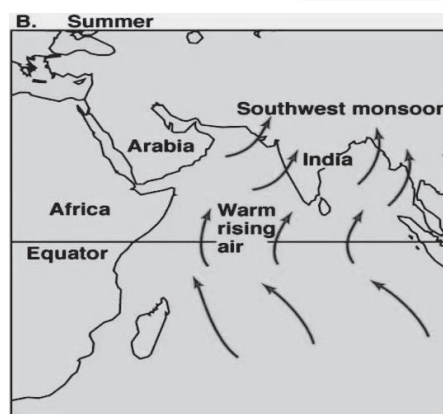 B. Summer
Southwest monsoon
Arabia
India
Africa
Warm
rising
air
Equator